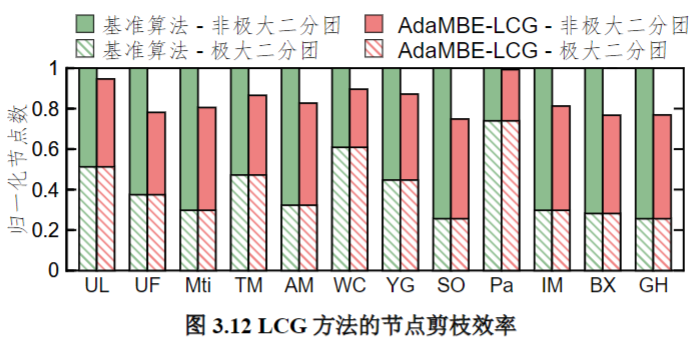 基准算法 - 非极大二分团 AdaMBE-LCG - 非极大二分团
基准算法 - 极大二分团 AdaMBE-LCG - 极大二分团
归一化节点数
1
0.8
0.6
0.4
0.2
0
UL UF Mti TM AM WC YG SO Pa IM BX GH
图 3.12 LCG 方法的节点剪枝效率